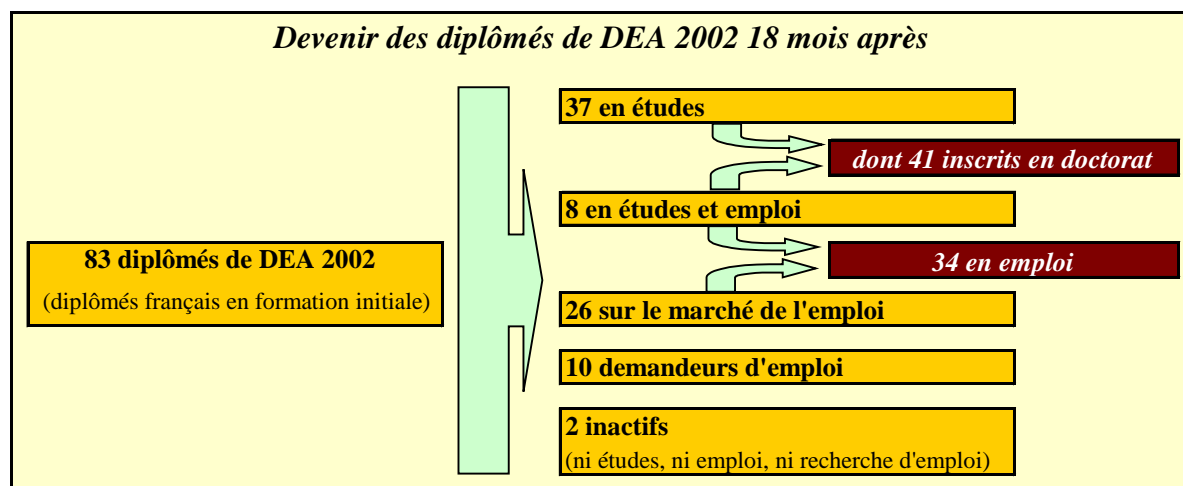 Devenir des diplômés de DEA 2002 18 mois après
37 en études
dont 41 inscrits en doctorat
8 en études et emploi
83 diplômés de DEA 2002
(diplômés français en formation initiale)
34 en emploi
26 sur le marché de l'emploi
10 demandeurs d'emploi
2 inactifs
(ni études, ni emploi, ni recherche d'emploi)